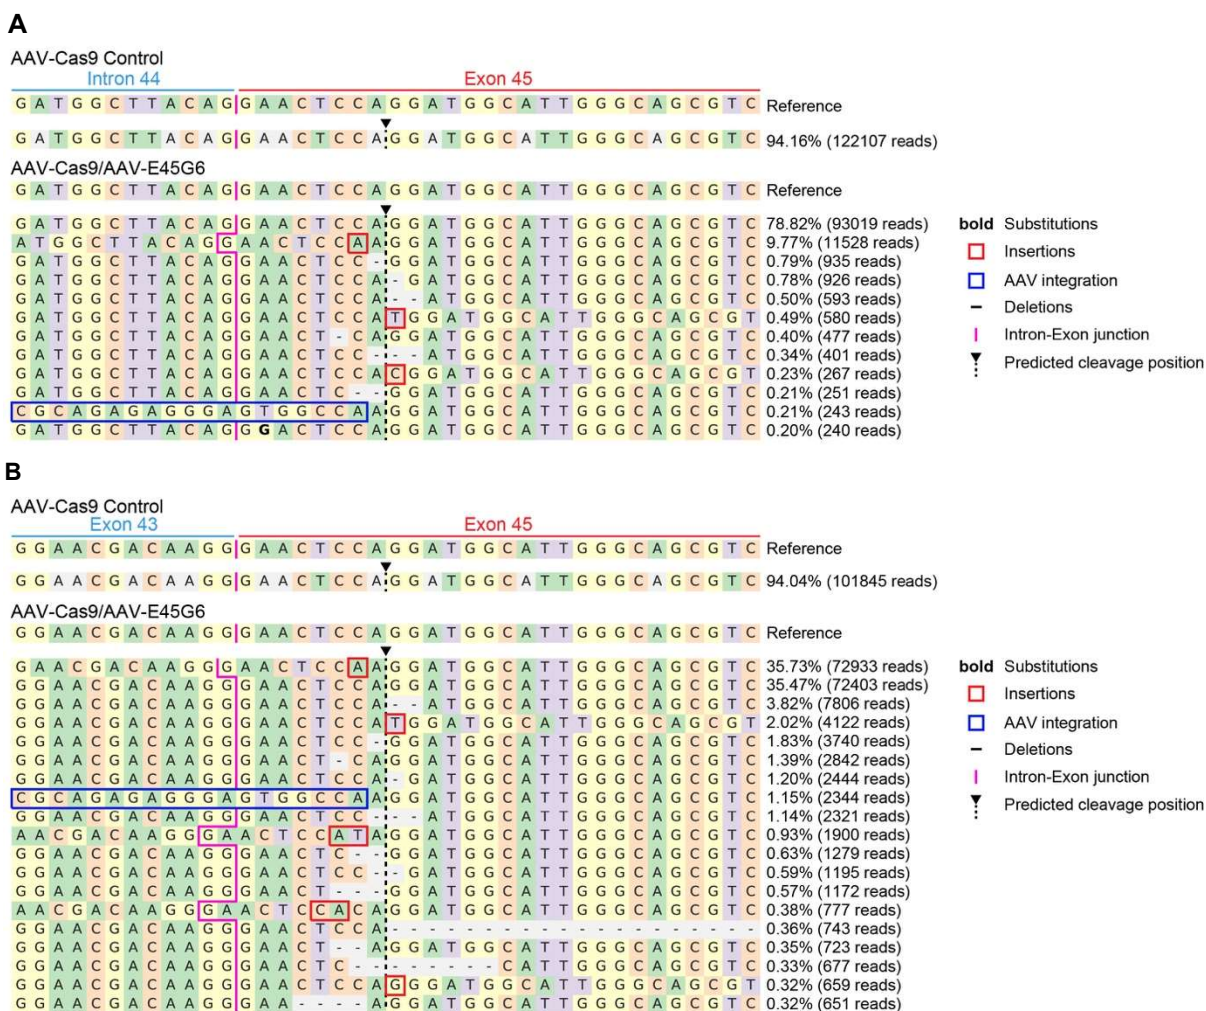 A
AAV-Cas9 Control
Intron 44 Exon 45
G A T G G C T T A C A G G A A C T C C A G G A T G G C A T T G G G C A G C G T C Reference
G A T G G C T T A C A G G A A C T C C A G G A T G G C A T T G G G C A G C G T C 94.16% (122107 reads)
AAV-Cas9/AAV-E45G6
G A T G G C T T A C A G G A A C T C C A G G A T G G C A T T G G G C A G C G T C Reference
G A T G G C T T A C A G G A A C T C C A G G A T G G C A T T G G G C A G C G T C 78.82% (93019 reads)
A T G G C T T A C A G G A A C T C C A A G G A T G G C A T T G G G C A G C G T C 9.77% (11528 reads)
G A T G G C T T A C A G G A A C T C C - G G A T G G C A T T G G G C A G C G T C 0.79% (935 reads)
G A T G G C T T A C A G G A A C T C C A - G A T G G C A T T G G G C A G C G T C 0.78% (926 reads)
G A T G G C T T A C A G G A A C T C C A - - A T G G C A T T G G G C A G C G T C 0.50% (593 reads)
G A T G G C T T A C A G G A A C T C C A T G G A T G G C A T T G G G C A G C G T 0.49% (580 reads)
G A T G G C T T A C A G G A A C T - C A G G A T G G C A T T G G G C A G C G T C 0.40% (477 reads)
G A T G G C T T A C A G G A A C T C C - - - A T G G C A T T G G G C A G C G T C 0.34% (401 reads)
G A T G G C T T A C A G G A A C T C C A C G G A T G G C A T T G G G C A G C G T 0.23% (267 reads)
G A T G G C T T A C A G G A A C T C - - G G A T G G C A T T G G G C A G C G T C 0.21% (251 reads)
C G C A G A G A G G G A G T G G C C A A G G A T G G C A T T G G G C A G C G T C 0.21% (243 reads)
G A T G G C T T A C A G G G A C T C C A G G A T G G C A T T G G G C A G C G T C 0.20% (240 reads)
bold Substitutions
Insertions
AAV integration
Deletions
Intron-Exon junction
Predicted cleavage position
B
AAV-Cas9 Control
Exon 43 Exon 45
G G A A C G A C A A G G G A A C T C C A G G A T G G C A T T G G G C A G C G T C Reference
G G A A C G A C A A G G G A A C T C C A G G A T G G C A T T G G G C A G C G T C 94.04% (101845 reads)
AAV-Cas9/AAV-E45G6
G G A A C G A C A A G G G A A C T C C A G G A T G G C A T T G G G C A G C G T C Reference
G A A C G A C A A G G G A A C T C C A A G G A T G G C A T T G G G C A G C G T C 35.73% (72933 reads)
G G A A C G A C A A G G G A A C T C C A G G A T G G C A T T G G G C A G C G T C 35.47% (72403 reads)
G G A A C G A C A A G G G A A C T C C A - - A T G G C A T T G G G C A G C G T C 3.82% (7806 reads)
G G A A C G A C A A G G G A A C T C C A T G G A T G G C A T T G G G C A G C G T 2.02% (4122 reads)
G G A A C G A C A A G G G A A C T C C - G G A T G G C A T T G G G C A G C G T C 1.83% (3740 reads)
G G A A C G A C A A G G G A A C T - C A G G A T G G C A T T G G G C A G C G T C 1.39% (2842 reads)
G G A A C G A C A A G G G A A C T C C A - G A T G G C A T T G G G C A G C G T C 1.20% (2444 reads)
C G C A G A G A G G G A G T G G C C A A G G A T G G C A T T G G G C A G C G T C 1.15% (2344 reads)
G G A A C G A C A A G G G A A C T C C - - - A T G G C A T T G G G C A G C G T C 1.14% (2321 reads)
A A C G A C A A G G G A A C T C C A T A G G A T G G C A T T G G G C A G C G T C 0.93% (1900 reads)
G G A A C G A C A A G G G A A C T C - - G G A T G G C A T T G G G C A G C G T C 0.63% (1279 reads)
G G A A C G A C A A G G G A A C T C C - - G A T G G C A T T G G G C A G C G T C 0.59% (1195 reads)
G G A A C G A C A A G G G A A C T - - - G G A T G G C A T T G G G C A G C G T C 0.57% (1172 reads)
A A C G A C A A G G G A A C T C C A C A G G A T G G C A T T G G G C A G C G T C 0.38% (777 reads)
G G A A C G A C A A G G G A A C T C C A - - - - - - - - - - - - - - - - - - - - 0.36% (743 reads)
G G A A C G A C A A G G G A A C T - - A G G A T G G C A T T G G G C A G C G T C 0.35% (723 reads)
G G A A C G A C A A G G G A A C T C - - - - - - - - C A T T G G G C A G C G T C 0.33% (677 reads)
G G A A C G A C A A G G G A A C T C C A G G G A T G G C A T T G G G C A G C G T 0.32% (659 reads)
G G A A C G A C A A G G G A A - - - - A G G A T G G C A T T G G G C A G C G T C 0.32% (651 reads)
bold Substitutions
Insertions
AAV integration
Deletions
Intron-Exon junction
Predicted cleavage position